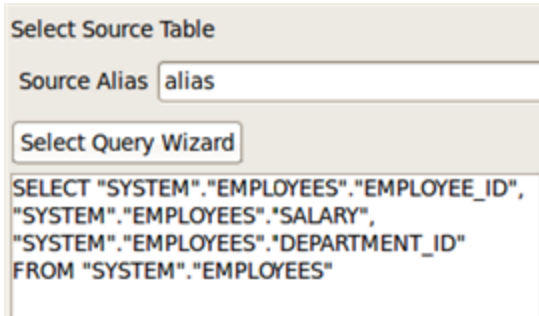 Select Source Table
Source Alias alias
Select Query Wizard
SELECT "SYSTEM"."EMPLOYEES"."EMPLOYEE_ID",
"SYSTEM"."EMPLOYEES"."SALARY",
"SYSTEM"."EMPLOYEES"."DEPARTMENT_ID"
FROM "SYSTEM"."EMPLOYEES"